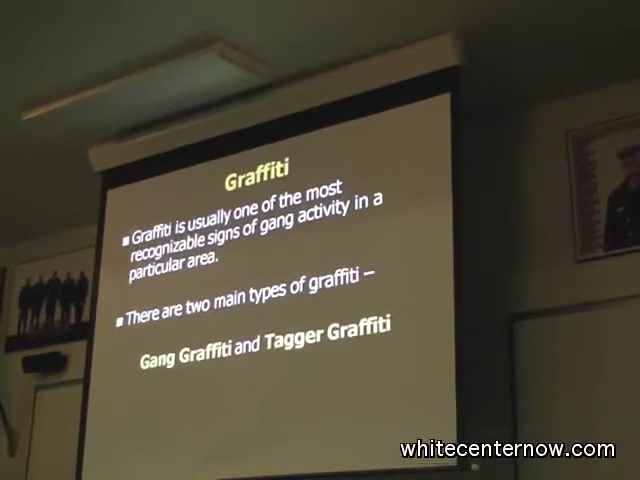 Graffiti
Graffiti is usually one of the most
recognizable signs of gang activity in a
particular area.
There are two main types of graffiti –
Gang Graffiti and Tagger Graffiti
whitecenternow.com